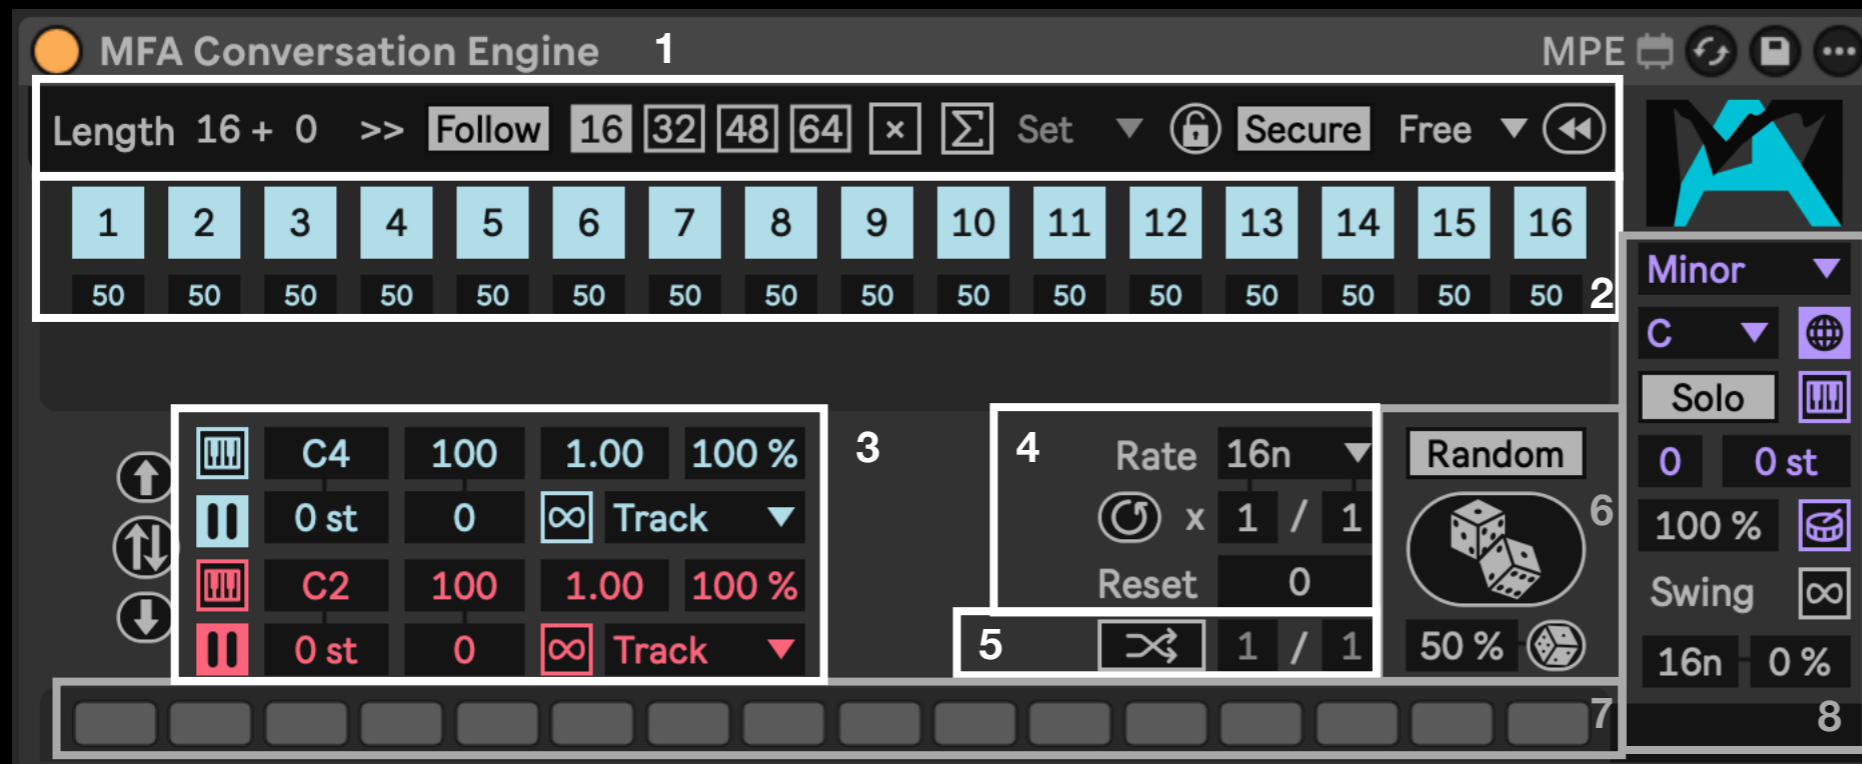 MFA Conversation Engine 1 MPE
Length 16 + 0 >> Follow 16 32 48 64 × Σ Set Secure Free
1 2 3 4 5 6 7 8 9 10 11 12 13 14 15 16
50 50 50 50 50 50 50 50 50 50 50 50 50 50 50 50 2
Minor
C
Solo
0 0 st
100 %
Swing ∞
16n 0 %
8
C4 100 1.00 100 % 3
0 st 0 ∞ Track
C2 100 1.00 100 %
0 st 0 ∞ Track
4 Rate 16n
x 1 / 1
Reset 0
5 1 / 1
Random
6
50 %
7